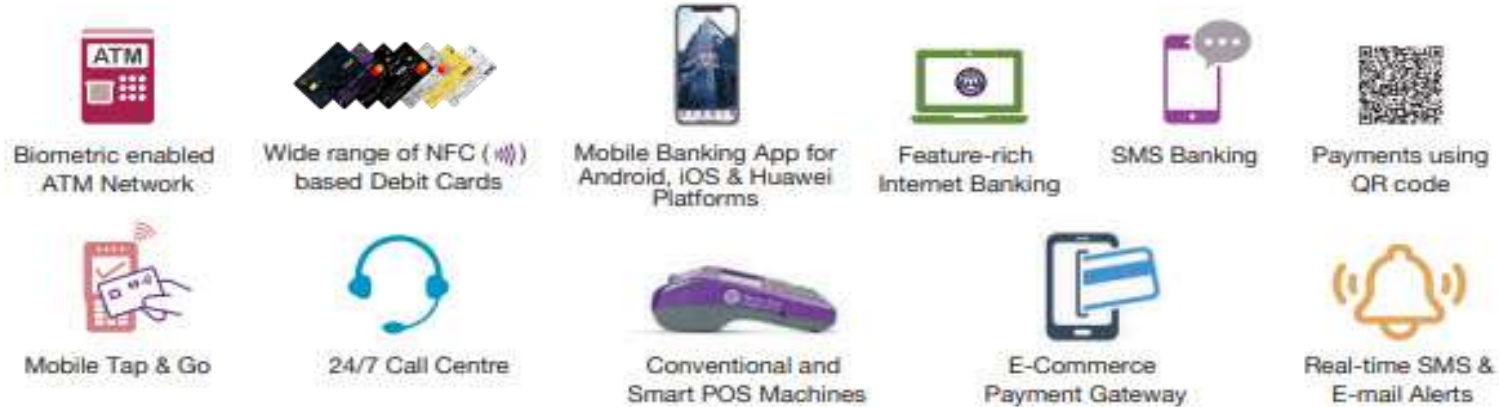 ATM
Biometric enabled
ATM Network
Wide range of NFC ( )
based Debit Cards
Mobile Banking App for
Android, iOS & Huawei
Platforms
Feature-rich
Internet Banking
SMS Banking
Payments using
QR code
Mobile Tap & Go
24/7 Call Centre
Conventional and
Smart POS Machines
E-Commerce
Payment Gateway
Real-time SMS &
E-mail Alerts